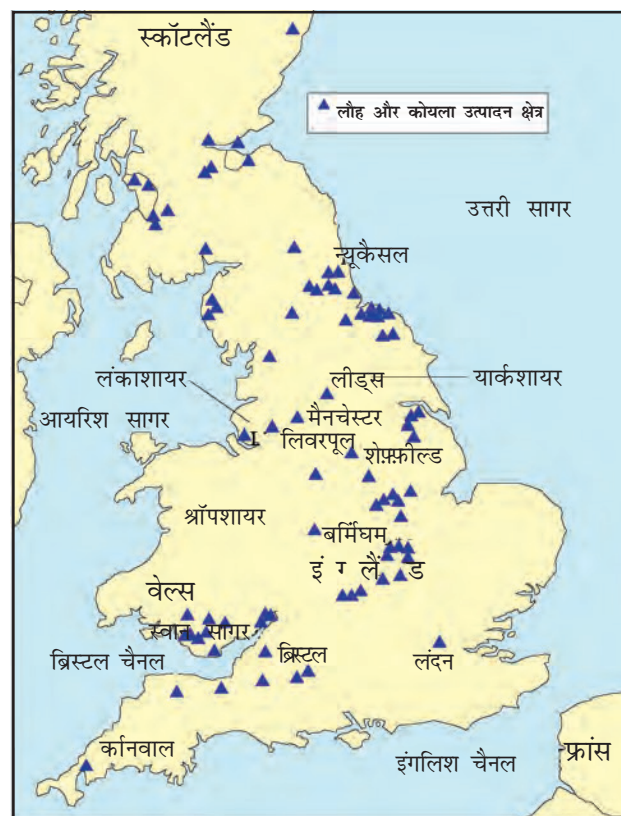 स्कॉटलैंड
लौह और कोयला उत्पादन क्षेत्र
उत्तरी सागर
न्यूकैसल
लंकाशायर
लीड्स
यार्कशायर
आयरिश सागर
मैनचेस्टर
लिवरपूल
शेफ़्फ़ील्ड
श्रॉपशायर
बर्मिंघम
इंग्लैंड
वेल्स
स्वान सागर
ब्रिस्टल चैनल
ब्रिस्टल
लंदन
कॉर्नवाल
इंगलिश चैनल
फ्रांस